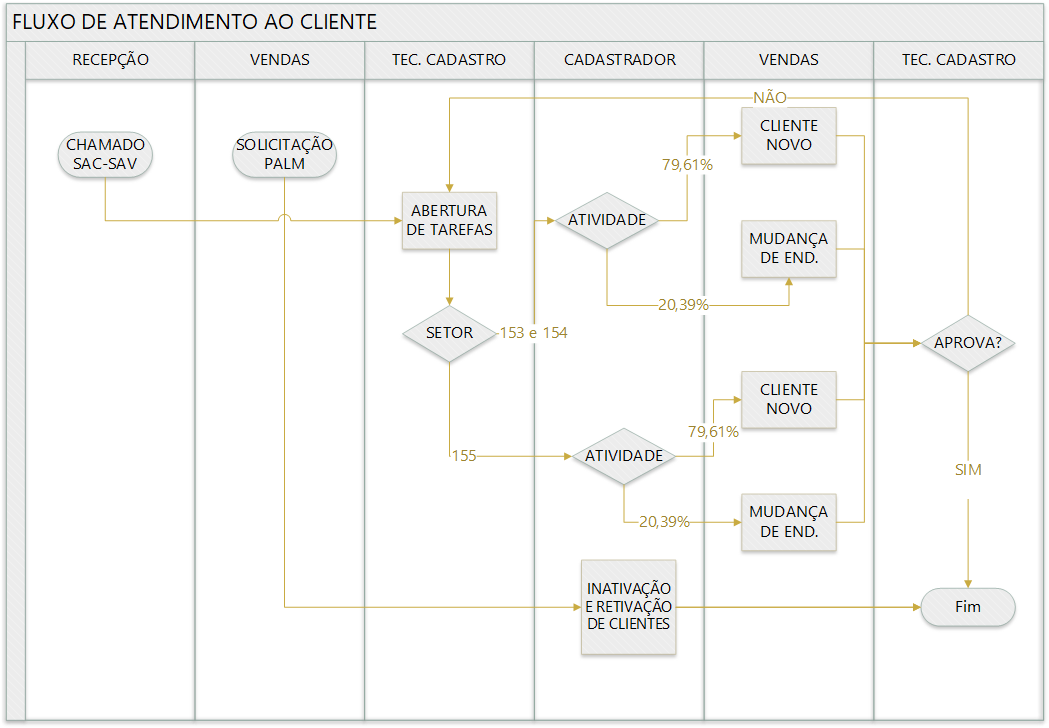 FLUXO DE ATENDIMENTO AO CLIENTE
RECEPÇÃO
VENDAS
TEC. CADASTRO
CADASTRADOR
VENDAS
TEC. CADASTRO
NÃO
CHAMADO
SAC-SAV
SOLICITAÇÃO
PALM
CLIENTE
NOVO
79,61%
ABERTURA
DE TAREFAS
ATIVIDADE
MUDANÇA
DE END.
20,39%
SETOR
153 e 154
APROVA?
CLIENTE
NOVO
79,61%
155
ATIVIDADE
SIM
20,39%
MUDANÇA
DE END.
INATIVAÇÃO
E RETIVAÇÃO
DE CLIENTES
Fim